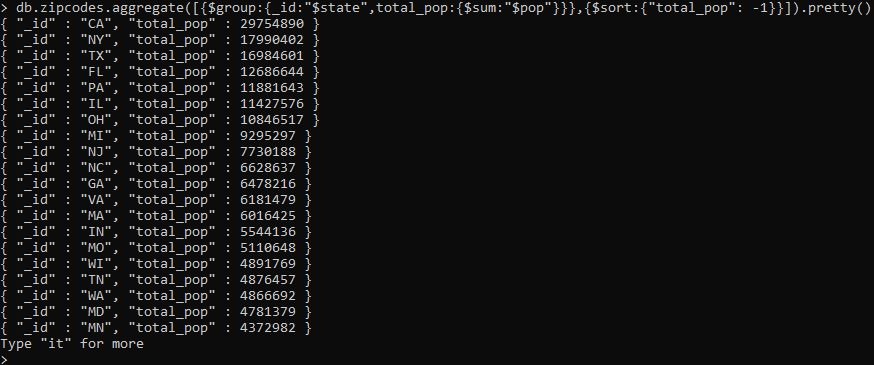 > db.zipcodes.aggregate([{$group:{_id:"$state",total_pop:{$sum:"$pop"}}},{$sort:{"total_pop": -1}}]).pretty()
{ "_id" : "CA", "total_pop" : 29754890 }
{ "_id" : "NY", "total_pop" : 17990402 }
{ "_id" : "TX", "total_pop" : 16984601 }
{ "_id" : "FL", "total_pop" : 12686644 }
{ "_id" : "PA", "total_pop" : 11881643 }
{ "_id" : "IL", "total_pop" : 11427576 }
{ "_id" : "OH", "total_pop" : 10846517 }
{ "_id" : "MI", "total_pop" : 9295297 }
{ "_id" : "NJ", "total_pop" : 7730188 }
{ "_id" : "NC", "total_pop" : 6628637 }
{ "_id" : "GA", "total_pop" : 6478216 }
{ "_id" : "VA", "total_pop" : 6181479 }
{ "_id" : "MA", "total_pop" : 6016425 }
{ "_id" : "IN", "total_pop" : 5544136 }
{ "_id" : "MO", "total_pop" : 5110648 }
{ "_id" : "WI", "total_pop" : 4891769 }
{ "_id" : "TN", "total_pop" : 4876457 }
{ "_id" : "WA", "total_pop" : 4866692 }
{ "_id" : "MD", "total_pop" : 4781379 }
{ "_id" : "MN", "total_pop" : 4372982 }
Type "it" for more
>